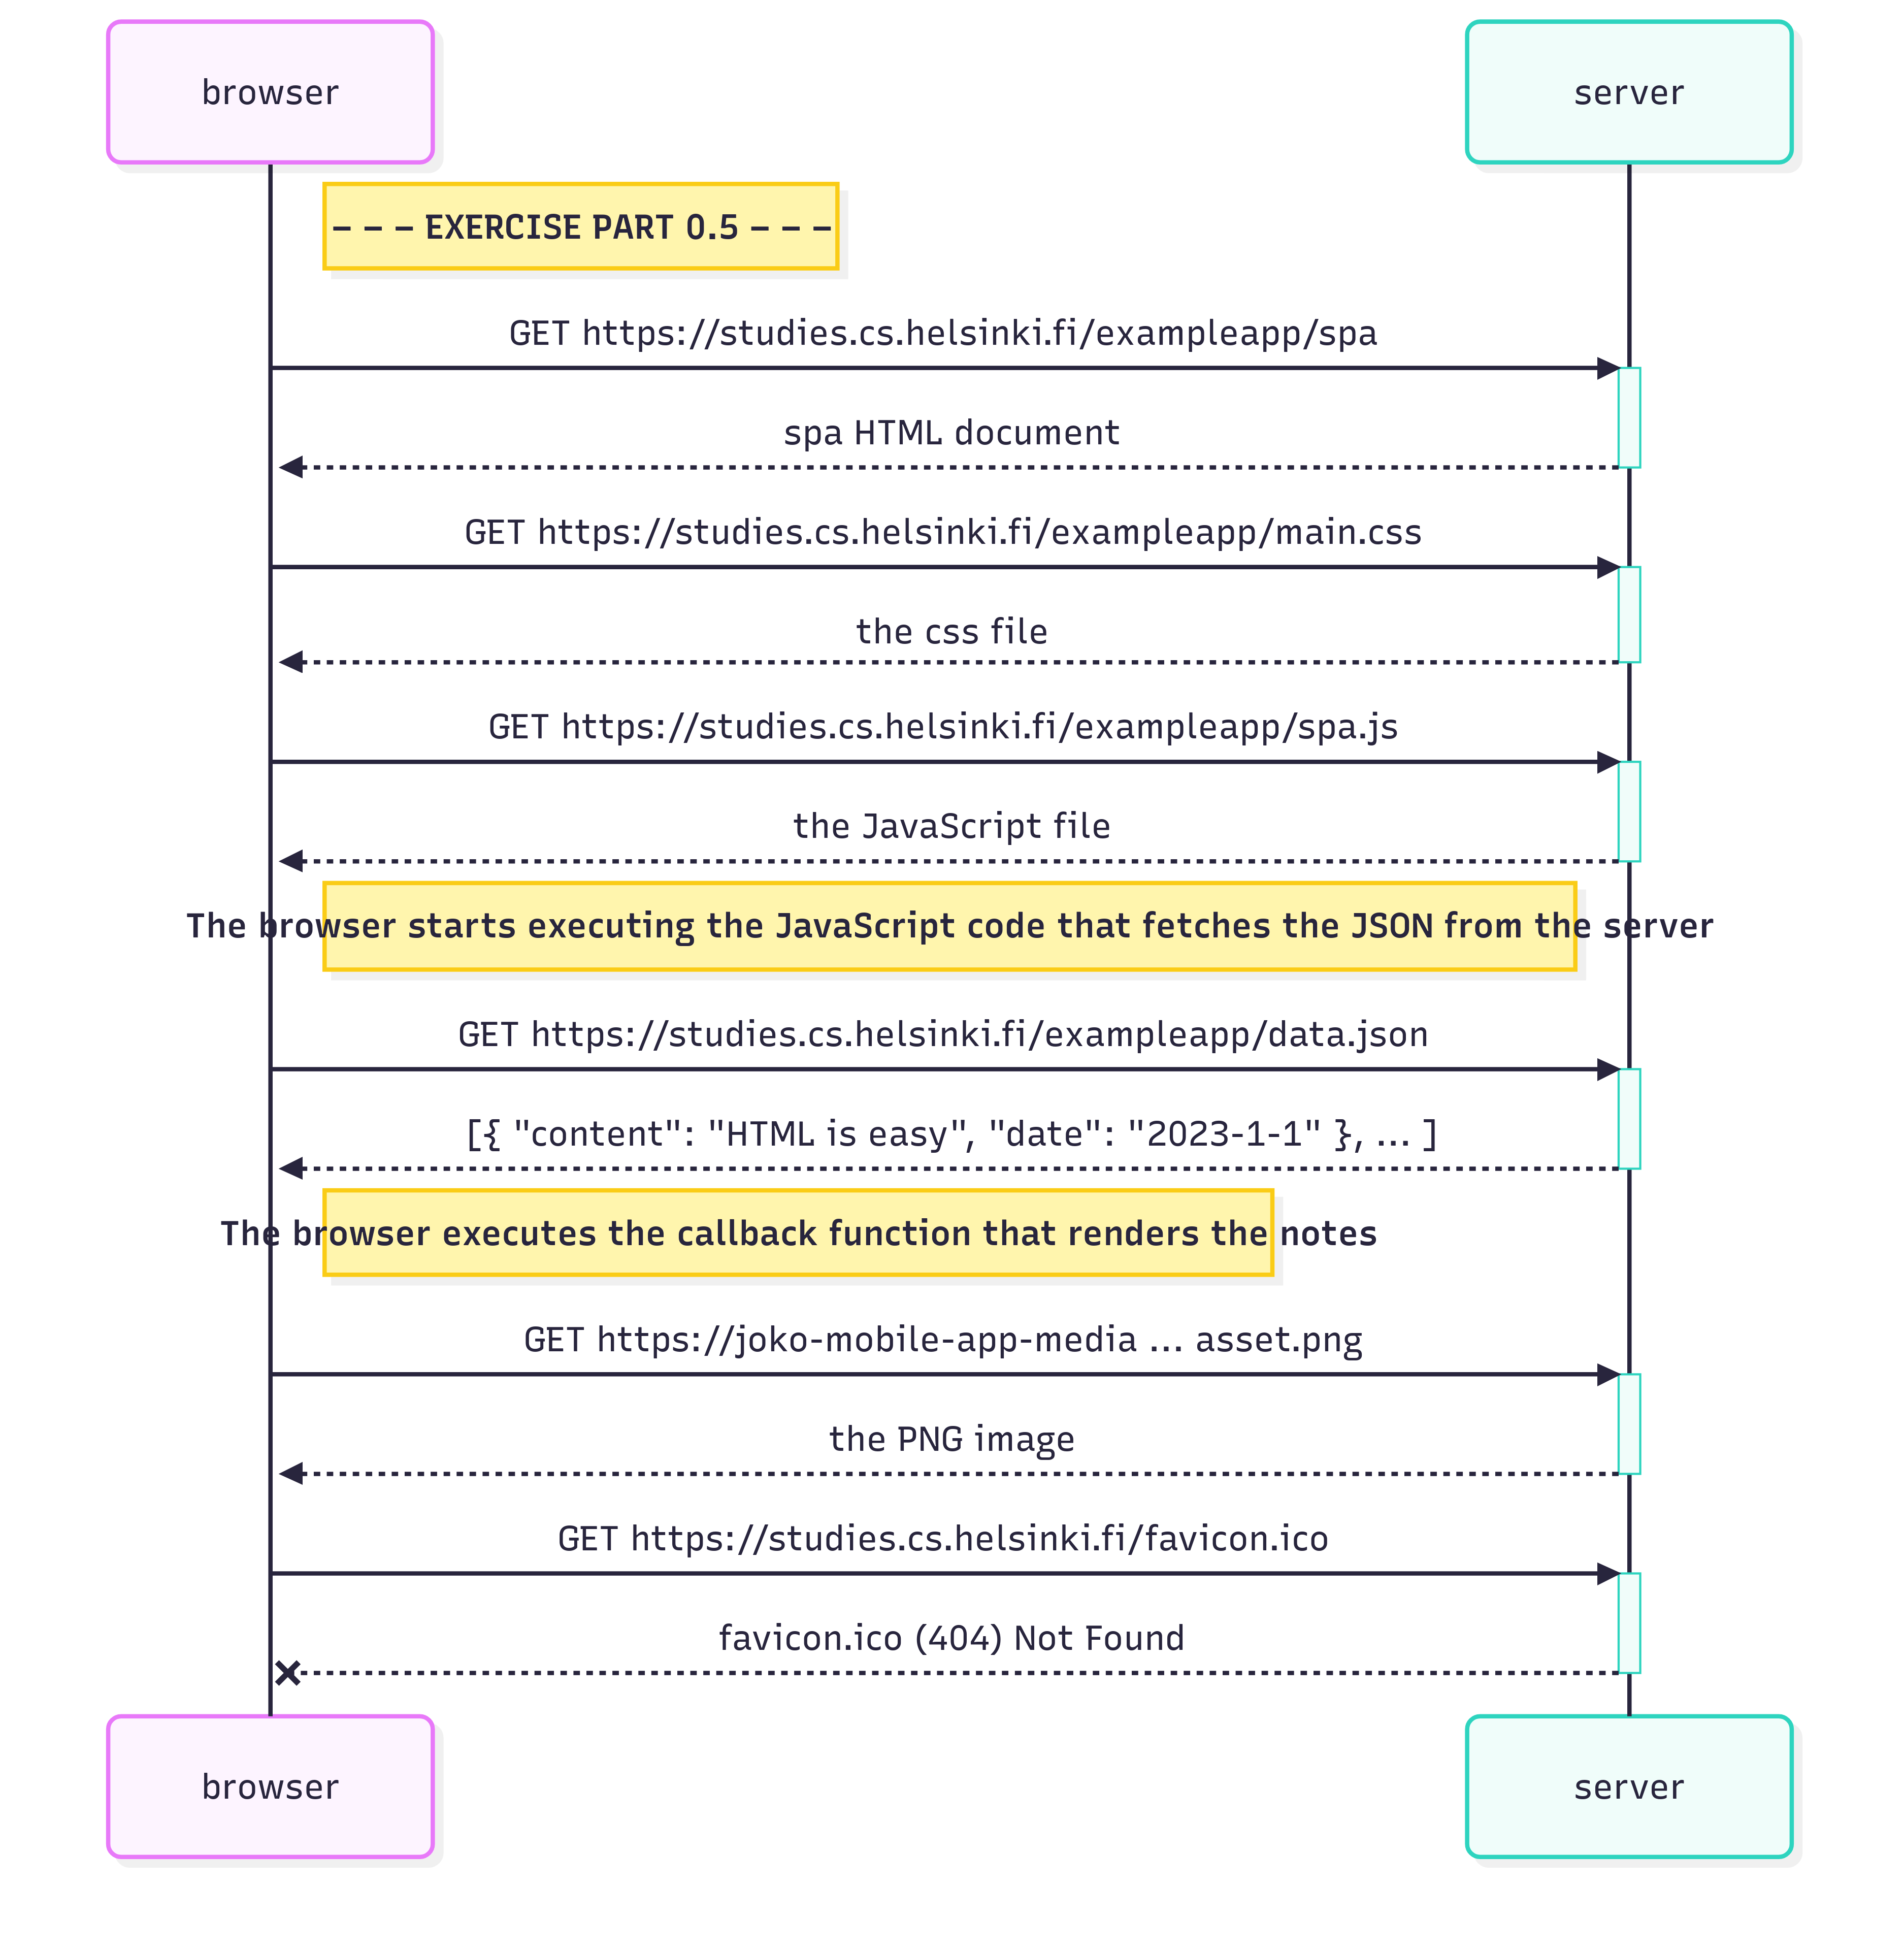 browser
server
– – – EXERCISE PART 0.5 – – –
GET https://studies.cs.helsinki.fi/exampleapp/spa
spa HTML document
GET https://studies.cs.helsinki.fi/exampleapp/main.css
the css file
GET https://studies.cs.helsinki.fi/exampleapp/spa.js
the JavaScript file
The browser starts executing the JavaScript code that fetches the JSON from the server
GET https://studies.cs.helsinki.fi/exampleapp/data.json
[{ "content": "HTML is easy", "date": "2023-1-1" }, ... ]
The browser executes the callback function that renders the notes
GET https://joko-mobile-app-media ... asset.png
the PNG image
GET https://studies.cs.helsinki.fi/favicon.ico
favicon.ico (404) Not Found
browser
server